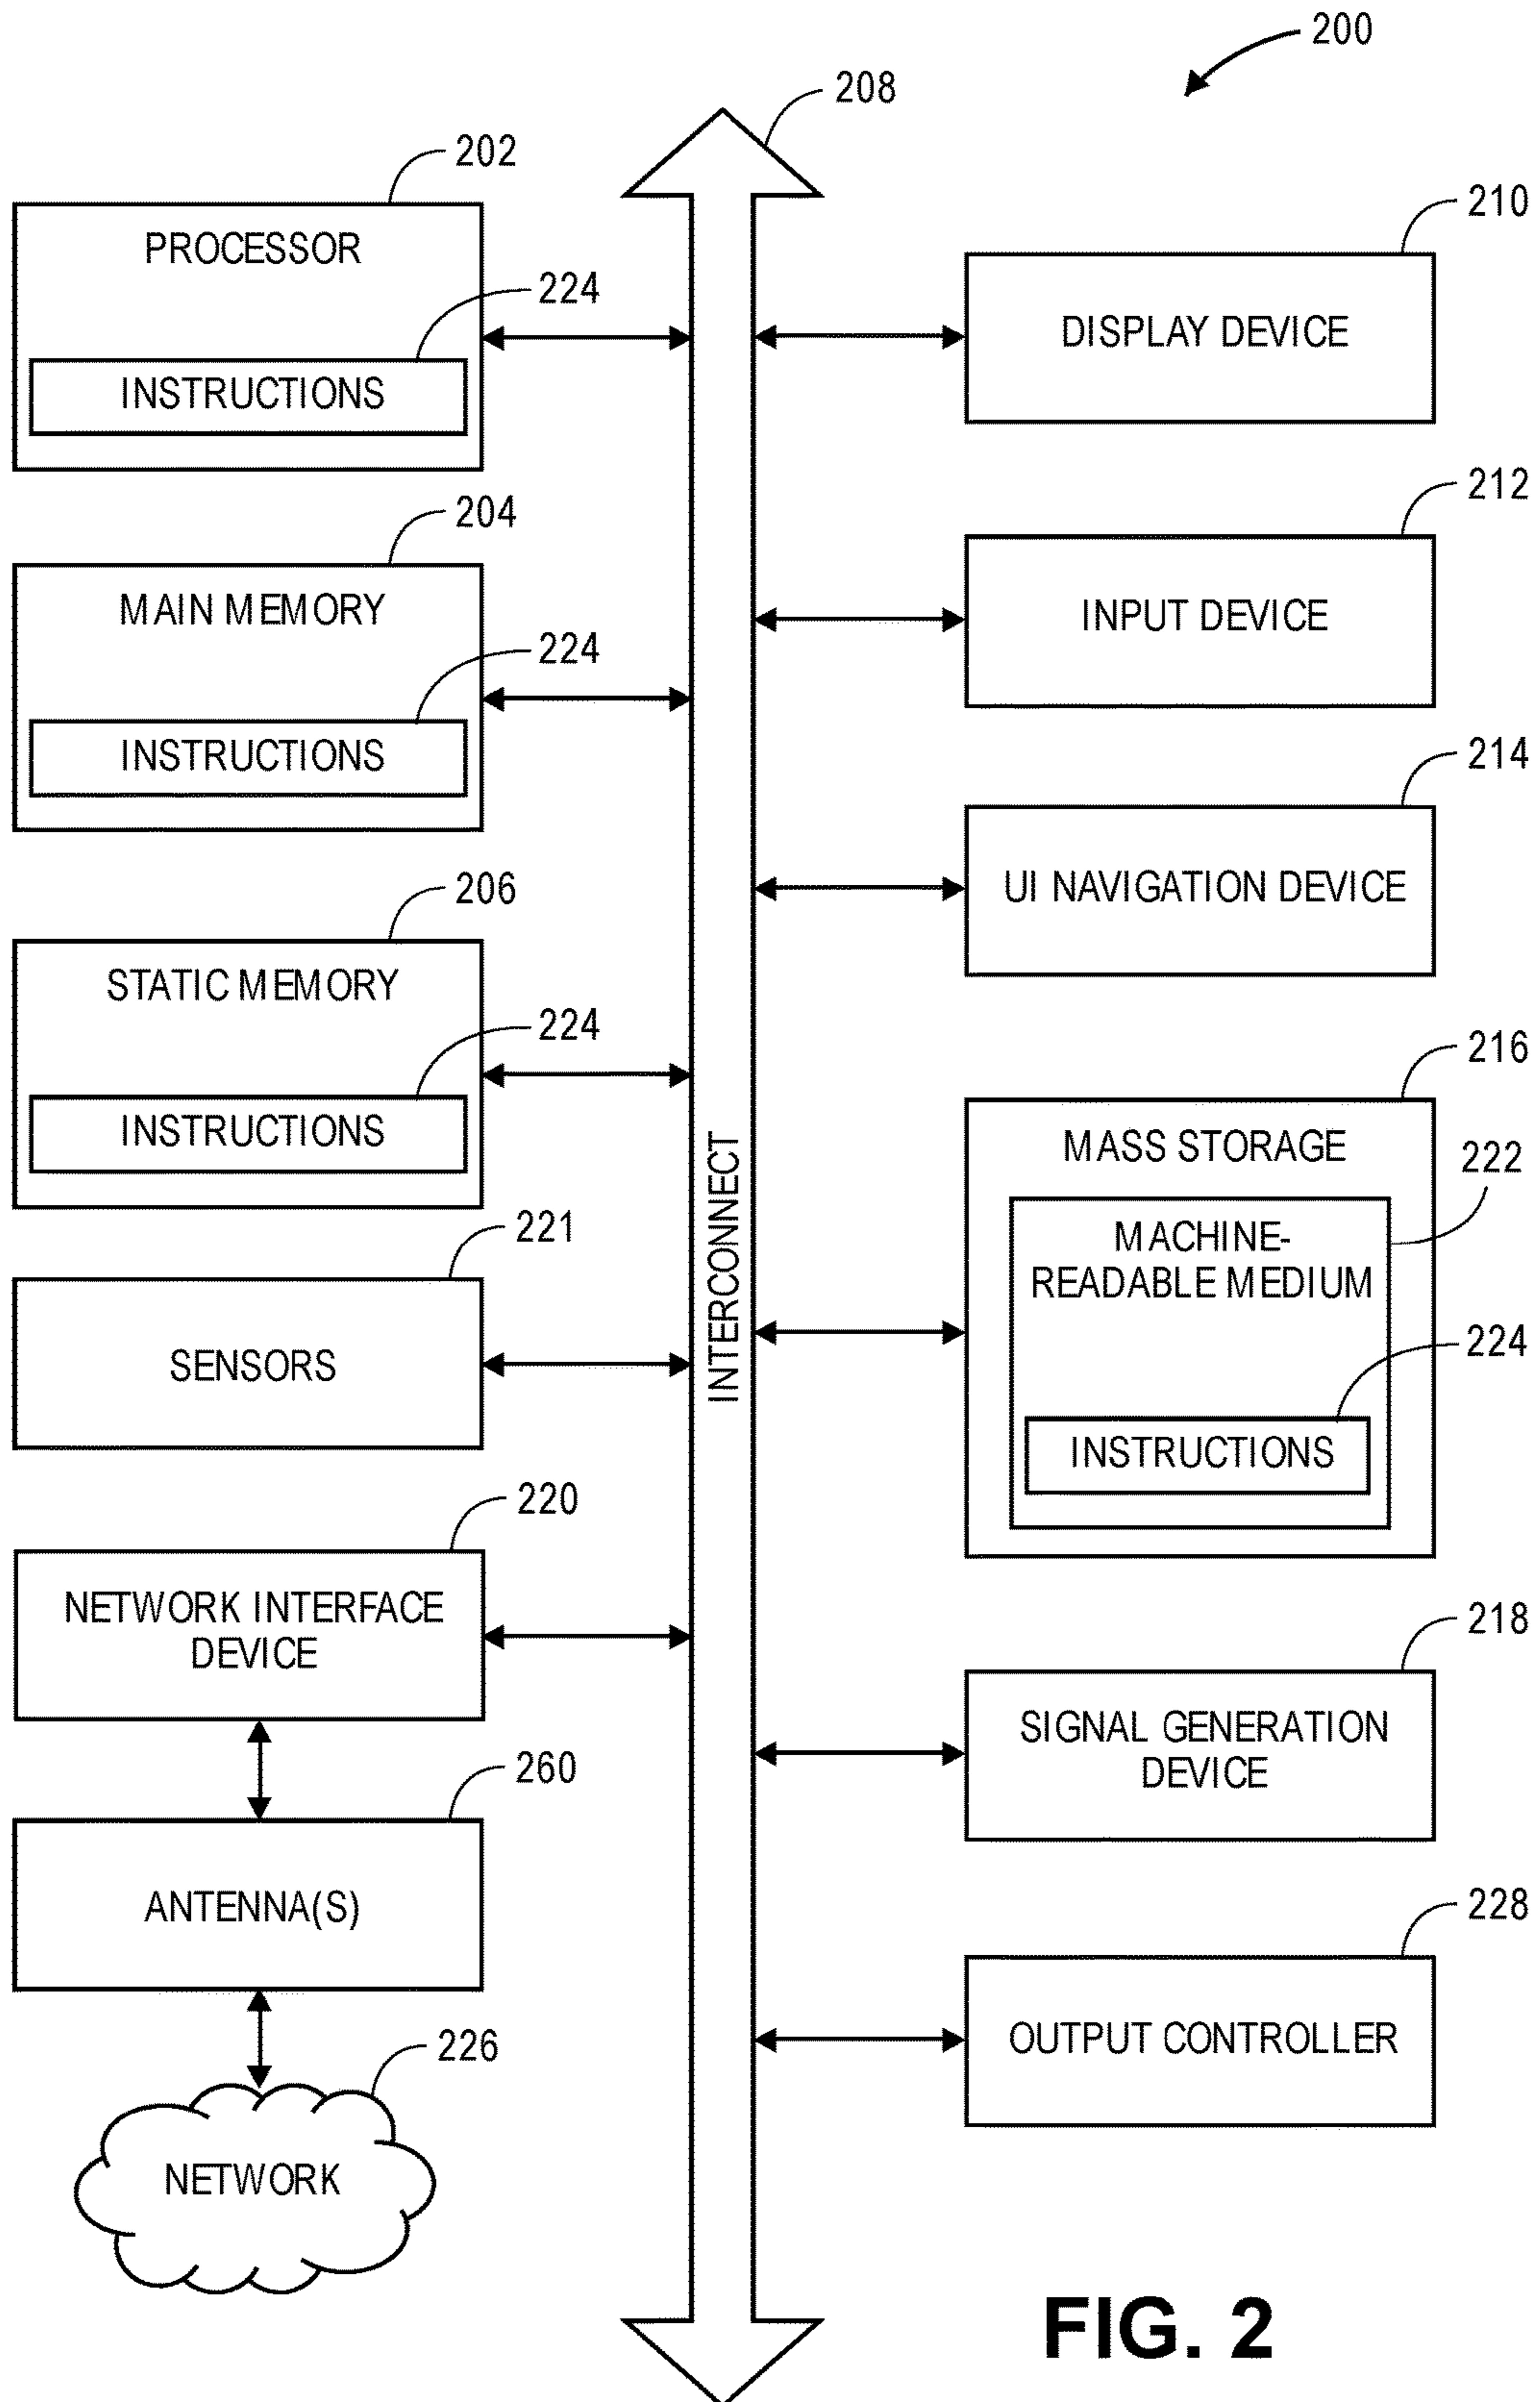 200
208
202
PROCESSOR
224
INSTRUCTIONS
204
MAIN MEMORY
224
INSTRUCTIONS
206
STATIC MEMORY
224
INSTRUCTIONS
221
SENSORS
220
NETWORK INTERFACE
DEVICE
260
ANTENNA(S)
226
NETWORK
INTERCONNECT
210
DISPLAY DEVICE
212
INPUT DEVICE
214
UI NAVIGATION DEVICE
216
MASS STORAGE
222
MACHINE-
READABLE MEDIUM
224
INSTRUCTIONS
218
SIGNAL GENERATION
DEVICE
228
OUTPUT CONTROLLER
FIG. 2